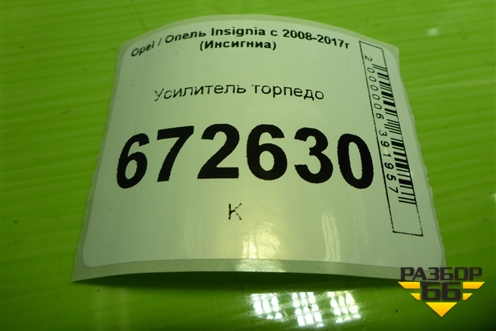 Opel / Опель Insignia с 2008-2017г
(Инсигниа)
Усилитель торпедо
672630
К
2000006391957
РАЗБОР
66